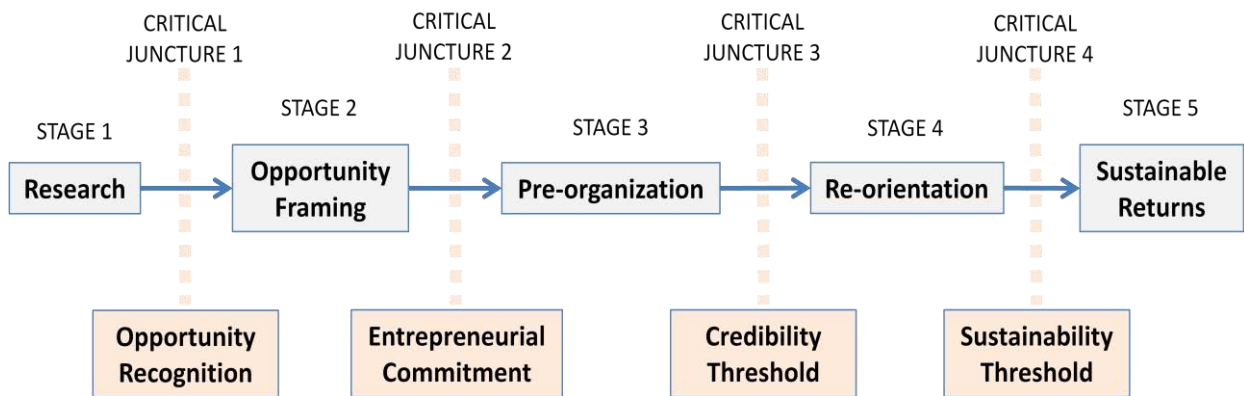 CRITICAL
JUNCTURE 1
CRITICAL
JUNCTURE 2
CRITICAL
JUNCTURE 3
CRITICAL
JUNCTURE 4
STAGE 1
STAGE 2
STAGE 3
STAGE 4
STAGE 5
Research
Opportunity
Framing
Pre-organization
Re-orientation
Sustainable
Returns
Opportunity
Recognition
Entrepreneurial
Commitment
Credibility
Threshold
Sustainability
Threshold